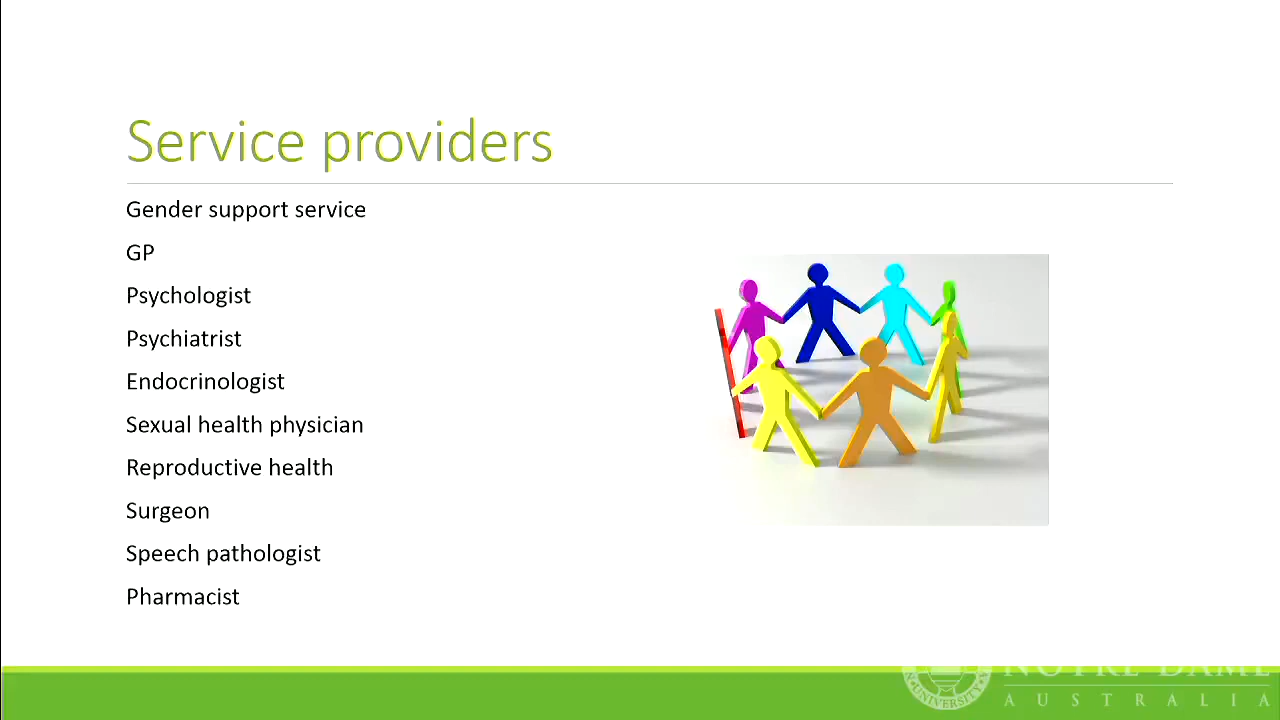 Service providers
Gender support service
GP
Psychologist
Psychiatrist
Endocrinologist
Sexual health physician
Reproductive health
Surgeon
Speech pathologist
Pharmacist
NOTRE DAME
UNIVERSITY
AUSTRALIA